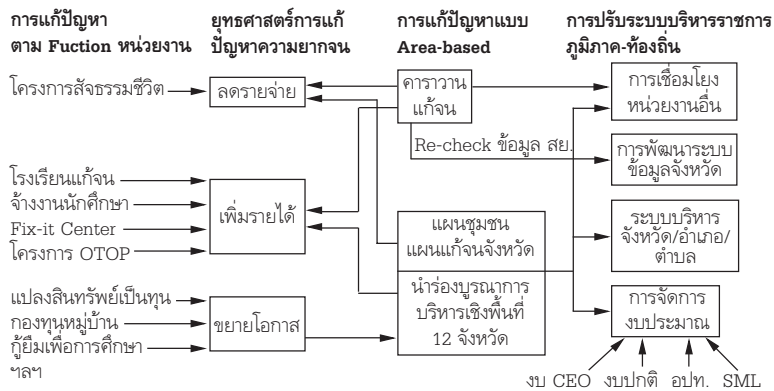 การแก้ปัญหา
ตาม Fuction หน่วยงาน
ยุทธศาสตร์การแก้
ปัญหาความยากจน
การแก้ปัญหาแบบ
Area-based
การปรับระบบบริหารราชการ
ภูมิภาค-ท้องถิ่น
โครงการสัจธรรมชีวิต
ลดรายจ่าย
คาราวาน
แก้จน
การเชื่อมโยง
หน่วยงานอื่น
Re-check ข้อมูล สย.
การพัฒนาระบบ
ข้อมูลจังหวัด
โรงเรียนแก้จน
จ้างงานนักศึกษา
Fix-it Center
โครงการ OTOP
เพิ่มรายได้
แผนชุมชน
แผนแก้จนจังหวัด
ระบบบริหาร
จังหวัด/อำเภอ/
ตำบล
แปลงสินทรัพย์เป็นทุน
กองทุนหมู่บ้าน
กู้ยืมเพื่อการศึกษา
ฯลฯ
ขยายโอกาส
นำร่องบูรณาการ
บริหารเชิงพื้นที่
12 จังหวัด
การจัดการ
งบประมาณ
งบ CEO งบปกติ อปท. SML